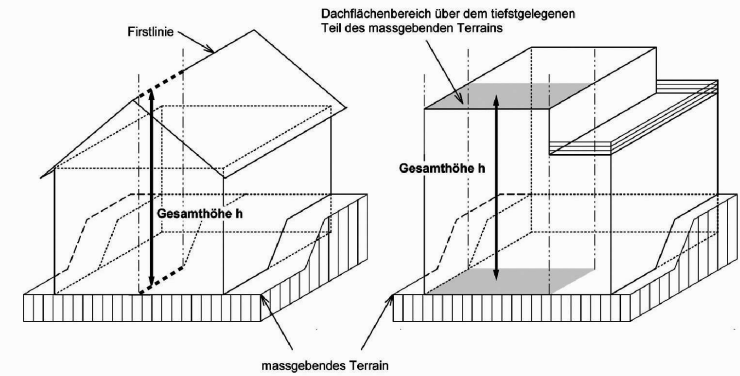 Firstlinie
Dachflächenbereich über dem tiefstgelegenen
Teil des massgebenden Terrains
Gesamthöhe h
Gesamthöhe h
massgebendes Terrain